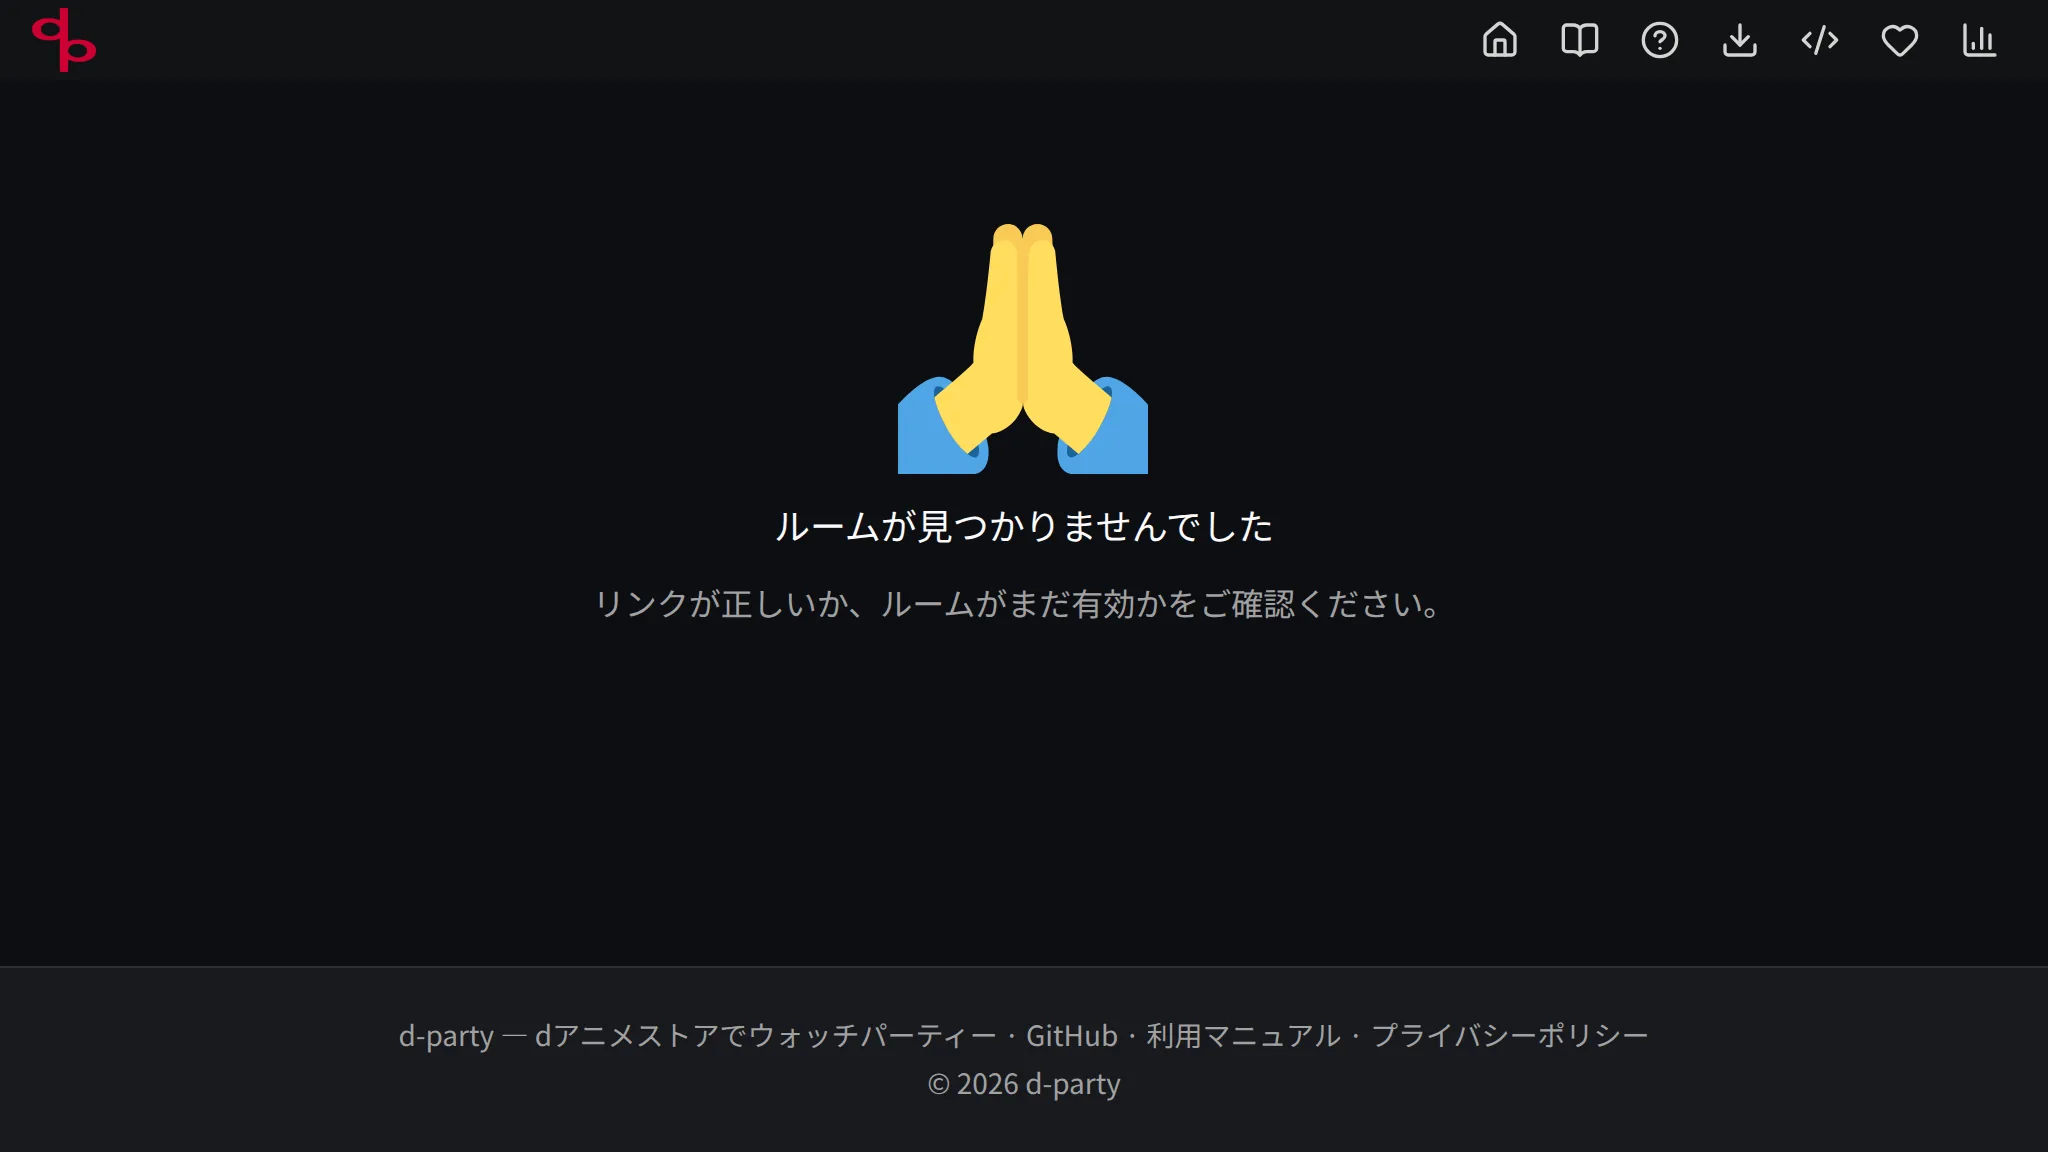 dp
ルームが見つかりませんでした
リンクが正しいか、ルームがまだ有効かをご確認ください。
d-party — dアニメストアでウォッチパーティー · GitHub · 利用マニュアル · プライバシーポリシー
© 2026 d-party